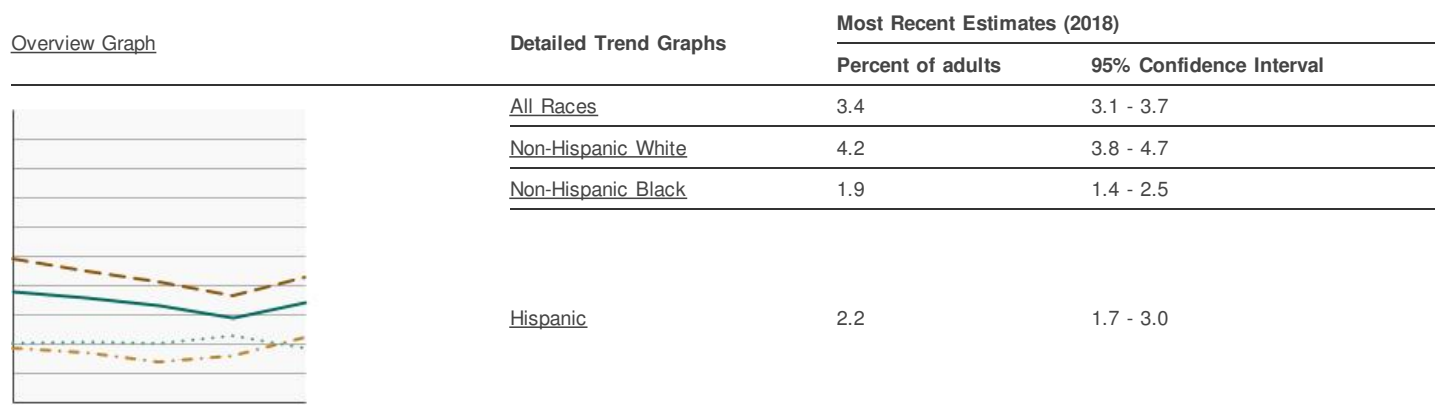 Overview Graph
Detailed Trend Graphs
Most Recent Estimates (2018)
Percent of adults
95% Confidence Interval
All Races 3.4 3.1 - 3.7
Non-Hispanic White 4.2 3.8 - 4.7
Non-Hispanic Black 1.9 1.4 - 2.5
Hispanic 2.2 1.7 - 3.0